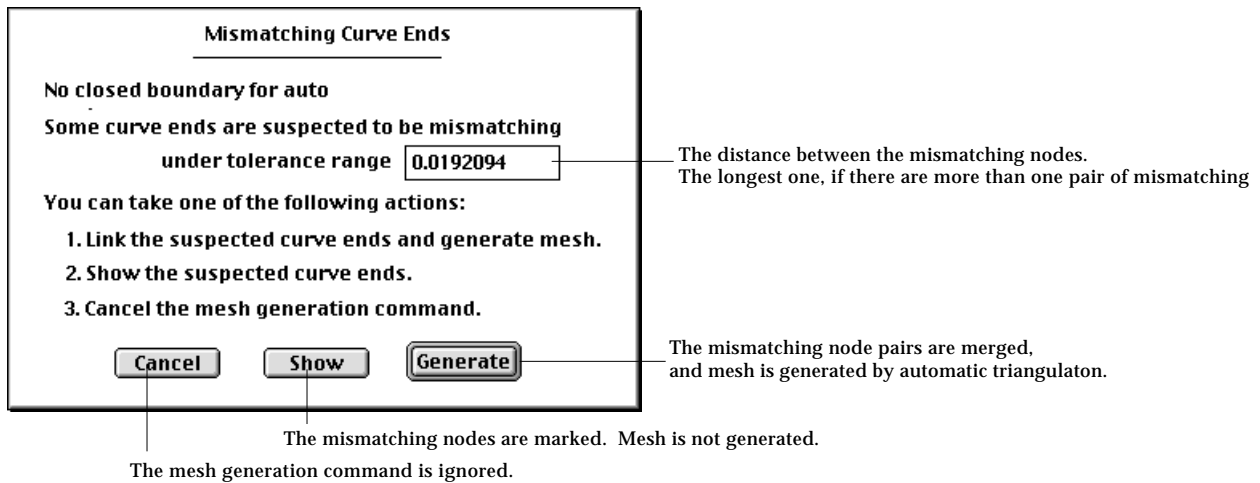 Mismatching Curve Ends
No closed boundary for auto
Some curve ends are suspected to be mismatching
under tolerance range 0.0192094
The distance between the mismatching nodes.
The longest one, if there are more than one pair of mismatching
You can take one of the following actions:
1. Link the suspected curve ends and generate mesh.
2. Show the suspected curve ends.
3. Cancel the mesh generation command.
Cancel Show Generate
The mismatching node pairs are merged,
and mesh is generated by automatic triangulaton.
The mismatching nodes are marked. Mesh is not generated.
The mesh generation command is ignored.